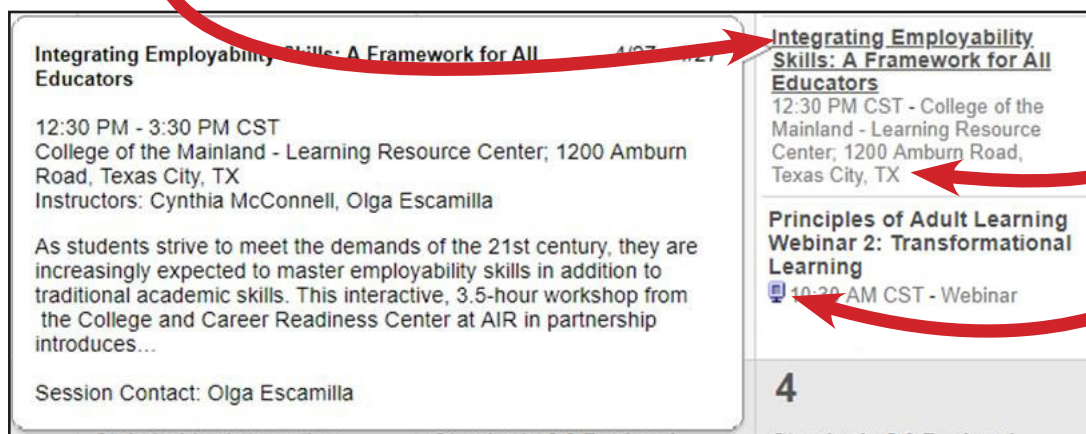 Integrating Employability Skills: A Framework for All
Educators
12:30 PM - 3:30 PM CST
College of the Mainland - Learning Resource Center; 1200 Amburn
Road, Texas City, TX
Instructors: Cynthia McConnell, Olga Escamilla
As students strive to meet the demands of the 21st century, they are
increasingly expected to master employability skills in addition to
traditional academic skills. This interactive, 3.5-hour workshop from
the College and Career Readiness Center at AIR in partnership
introduces...
Session Contact: Olga Escamilla
Integrating Employability
Skills: A Framework for All
Educators
12:30 PM CST - College of the
Mainland - Learning Resource
Center; 1200 Amburn Road,
Texas City, TX
Principles of Adult Learning
Webinar 2: Transformational
Learning
10:30 AM CST - Webinar
4